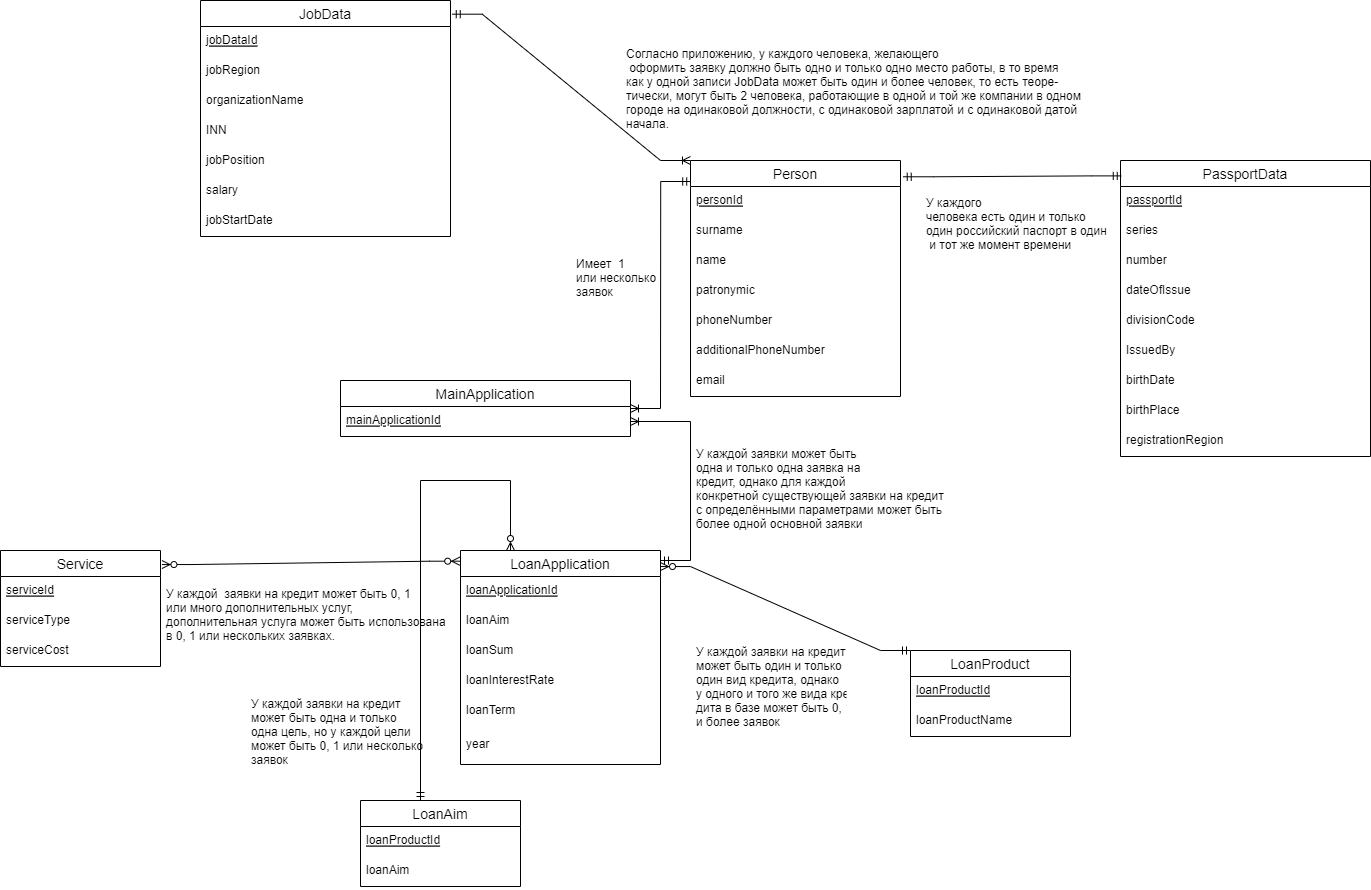 JobData
jobDataId
jobRegion
organizationName
INN
jobPosition
salary
jobStartDate
Согласно приложению, у каждого человека, желающего
оформить заявку должно быть одно и только одно место работы, в то время
как у одной записи JobData может быть один и более человек, то есть теоре-
тически, могут быть 2 человека, работающие в одной и той же компании в одном
городе на одинаковой должности, с одинаковой зарплатой и с одинаковой датой
начала.
Person
personId
surname
name
patronymic
phoneNumber
additionalPhoneNumber
email
У каждого
человека есть один и только
один российский паспорт в один
и тот же момент времени
PassportData
passportId
series
number
dateOfIssue
divisionCode
IssuedBy
birthDate
birthPlace
registrationRegion
Имеет 1
или несколько
заявок
MainApplication
mainApplicationId
У каждой заявки может быть
одна и только одна заявка на
кредит, однако для каждой
конкретной существующей заявки на кредит
с определёнными параметрами может быть
более одной основной заявки
Service
serviceId
serviceType
serviceCost
У каждой заявки на кредит может быть 0, 1
или много дополнительных услуг,
дополнительная услуга может быть использована
в 0, 1 или нескольких заявках.
LoanApplication
loanApplicationId
loanAim
loanSum
loanInterestRate
loanTerm
year
У каждой заявки на кредит
может быть один и только
один вид кредита, однако
у одного и того же вида кре
дита в базе может быть 0,
и более заявок
LoanProduct
loanProductId
loanProductName
У каждой заявки на кредит
может быть одна и только
одна цель, но у каждой цели
может быть 0, 1 или несколько
заявок
LoanAim
loanProductId
loanAim